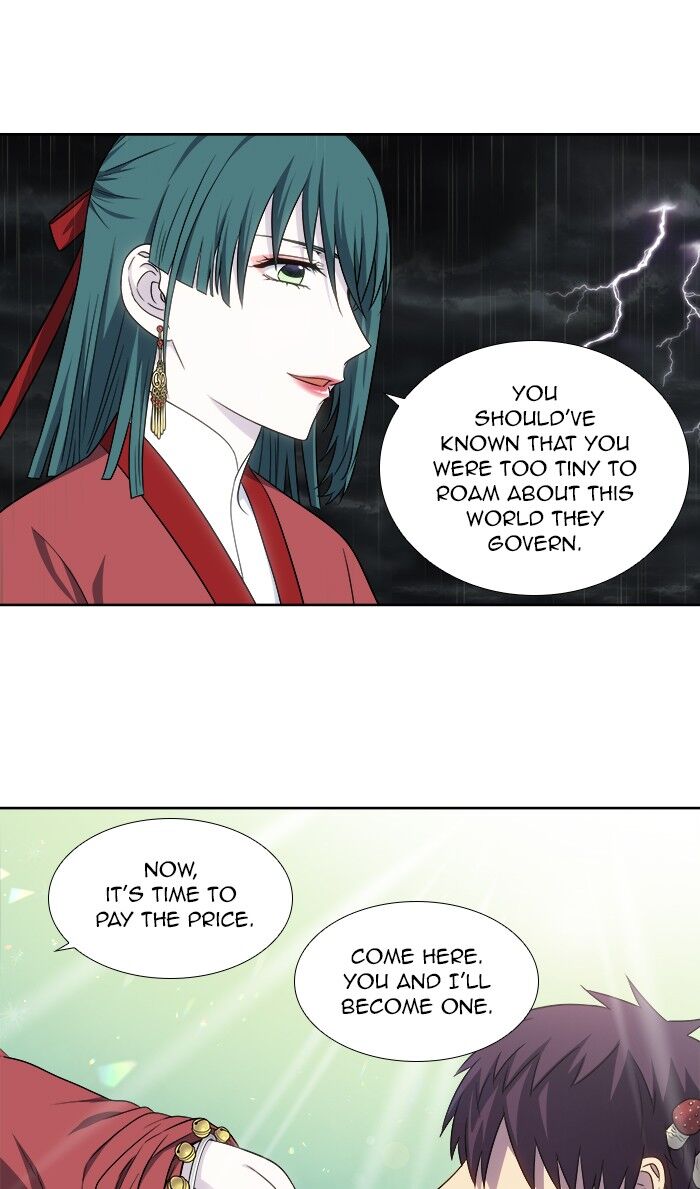 YOU
SHOULD'VE
KNOWN THAT YOU
WERE TOO TINY TO
ROAM ABOUT THIS
WORLD THEY
GOVERN.
NOW,
IT'S TIME TO
PAY THE PRICE.
COME HERE.
YOU AND I'LL
BECOME ONE.